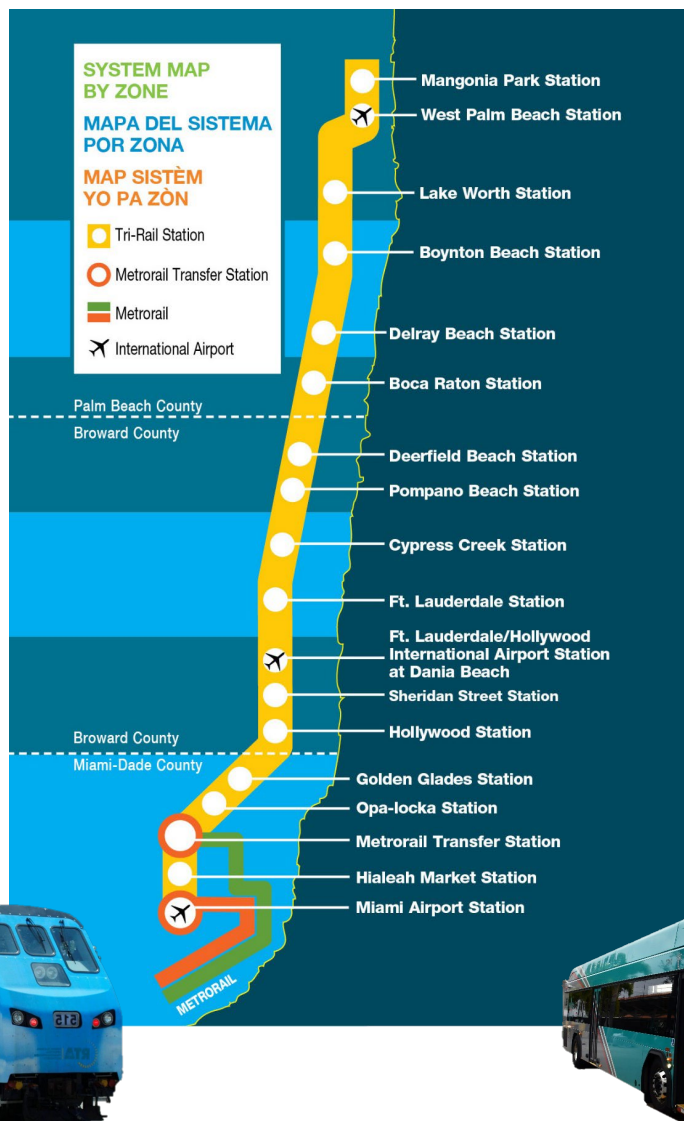 SYSTEM MAP
BY ZONE
MAPA DEL SISTEMA
POR ZONA
MAP SISTÈM
YO PA ZÒN
Tri-Rail Station
Metrorail Transfer Station
Metrorail
International Airport
Mangonia Park Station
West Palm Beach Station
Lake Worth Station
Boynton Beach Station
Delray Beach Station
Boca Raton Station
Palm Beach County
Broward County
Deerfield Beach Station
Pompano Beach Station
Cypress Creek Station
Ft. Lauderdale Station
Ft. Lauderdale/Hollywood
International Airport Station
at Dania Beach
Sheridan Street Station
Hollywood Station
Broward County
Miami-Dade County
Golden Glades Station
Opa-locka Station
Metrorail Transfer Station
Hialeah Market Station
Miami Airport Station
METRORAIL
515